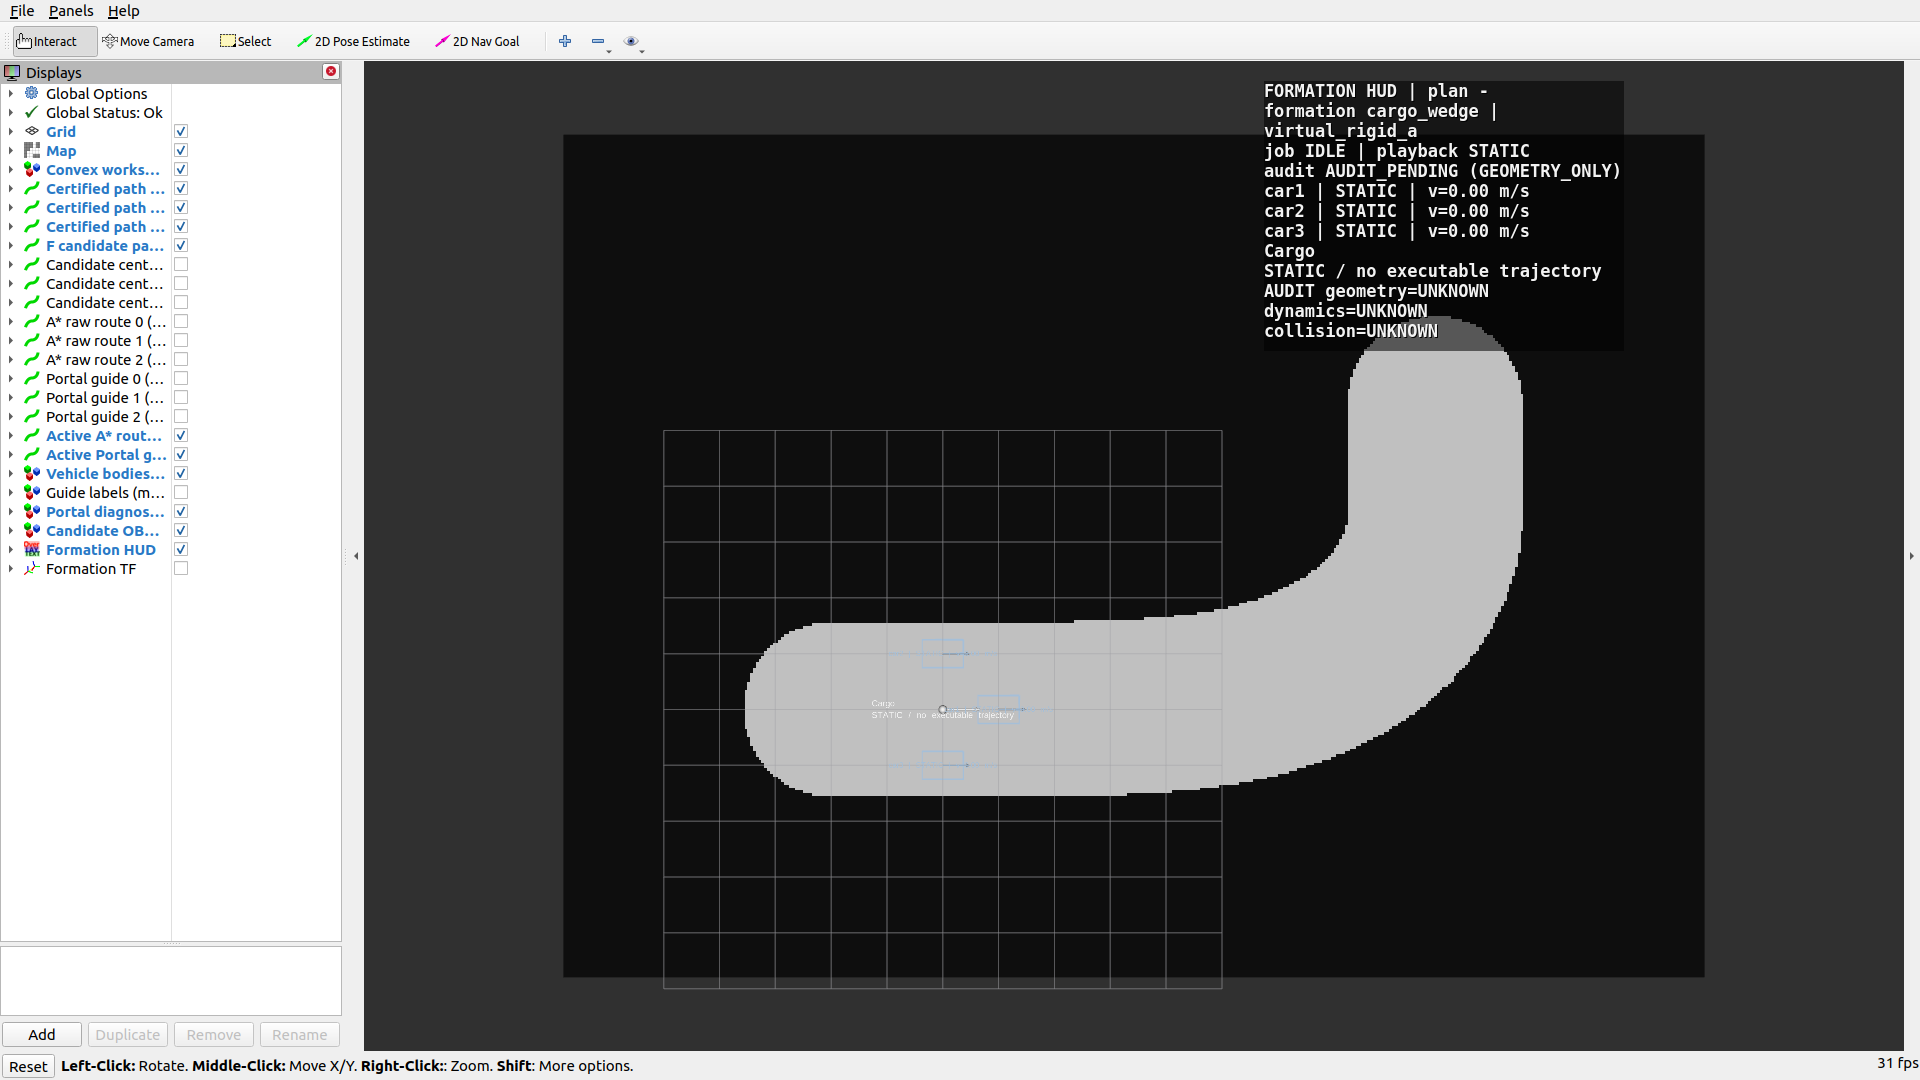 File Panels Help
Interact Move Camera Select 2D Pose Estimate 2D Nav Goal
Displays
Global Options
Global Status: Ok
Grid
Map
Convex works...
Certified path ...
Certified path ...
Certified path ...
F candidate pa...
Candidate cent...
Candidate cent...
Candidate cent...
A* raw route 0 (...
A* raw route 1 (...
A* raw route 2 (...
Portal guide 0 (...
Portal guide 1 (...
Portal guide 2 (...
Active A* rout...
Active Portal g...
Vehicle bodies...
Guide labels (m...
Portal diagnos...
Candidate OB...
Formation HUD
Formation TF
Add Duplicate Remove Rename
FORMATION HUD | plan -
formation cargo_wedge |
virtual_rigid_a
job IDLE | playback STATIC
audit AUDIT_PENDING (GEOMETRY_ONLY)
car1 | STATIC | v=0.00 m/s
car2 | STATIC | v=0.00 m/s
car3 | STATIC | v=0.00 m/s
Cargo
STATIC / no executable trajectory
AUDIT geometry=UNKNOWN
dynamics=UNKNOWN
collision=UNKNOWN
Cargo
STATIC / no executable trajectory
Reset Left-Click: Rotate. Middle-Click: Move X/Y. Right-Click:: Zoom. Shift: More options. 31 fps